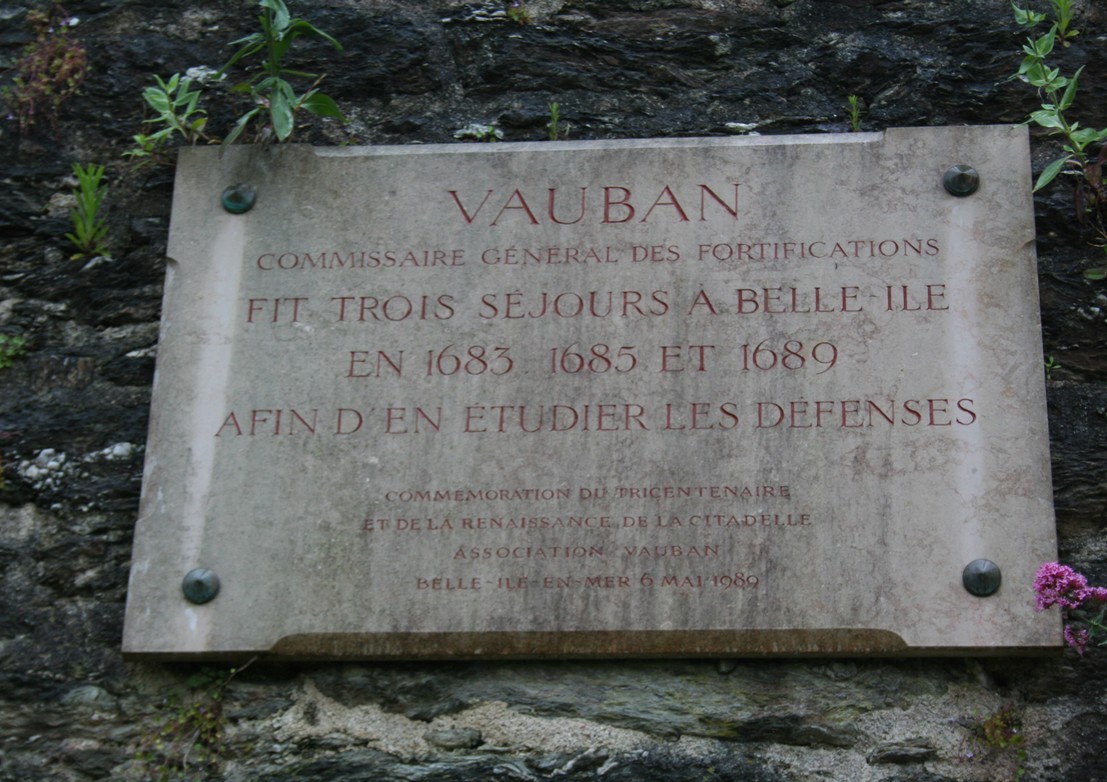 VAUBAN
COMMISSAIRE GÉNÉRAL DES FORTIFICATIONS
FIT TROIS SÉJOURS A BELLE-ILE
EN 1683 1685 ET 1689
AFIN D'EN ÉTUDIER LES DÉFENSES
COMMEMORATION DU TRICENTENAIRE
ET DE LA RENAISSANCE DE LA CITADELLE
ASSOCIATION VAUBAN
BELLE-ILE-EN-MER 6 MAI 1989